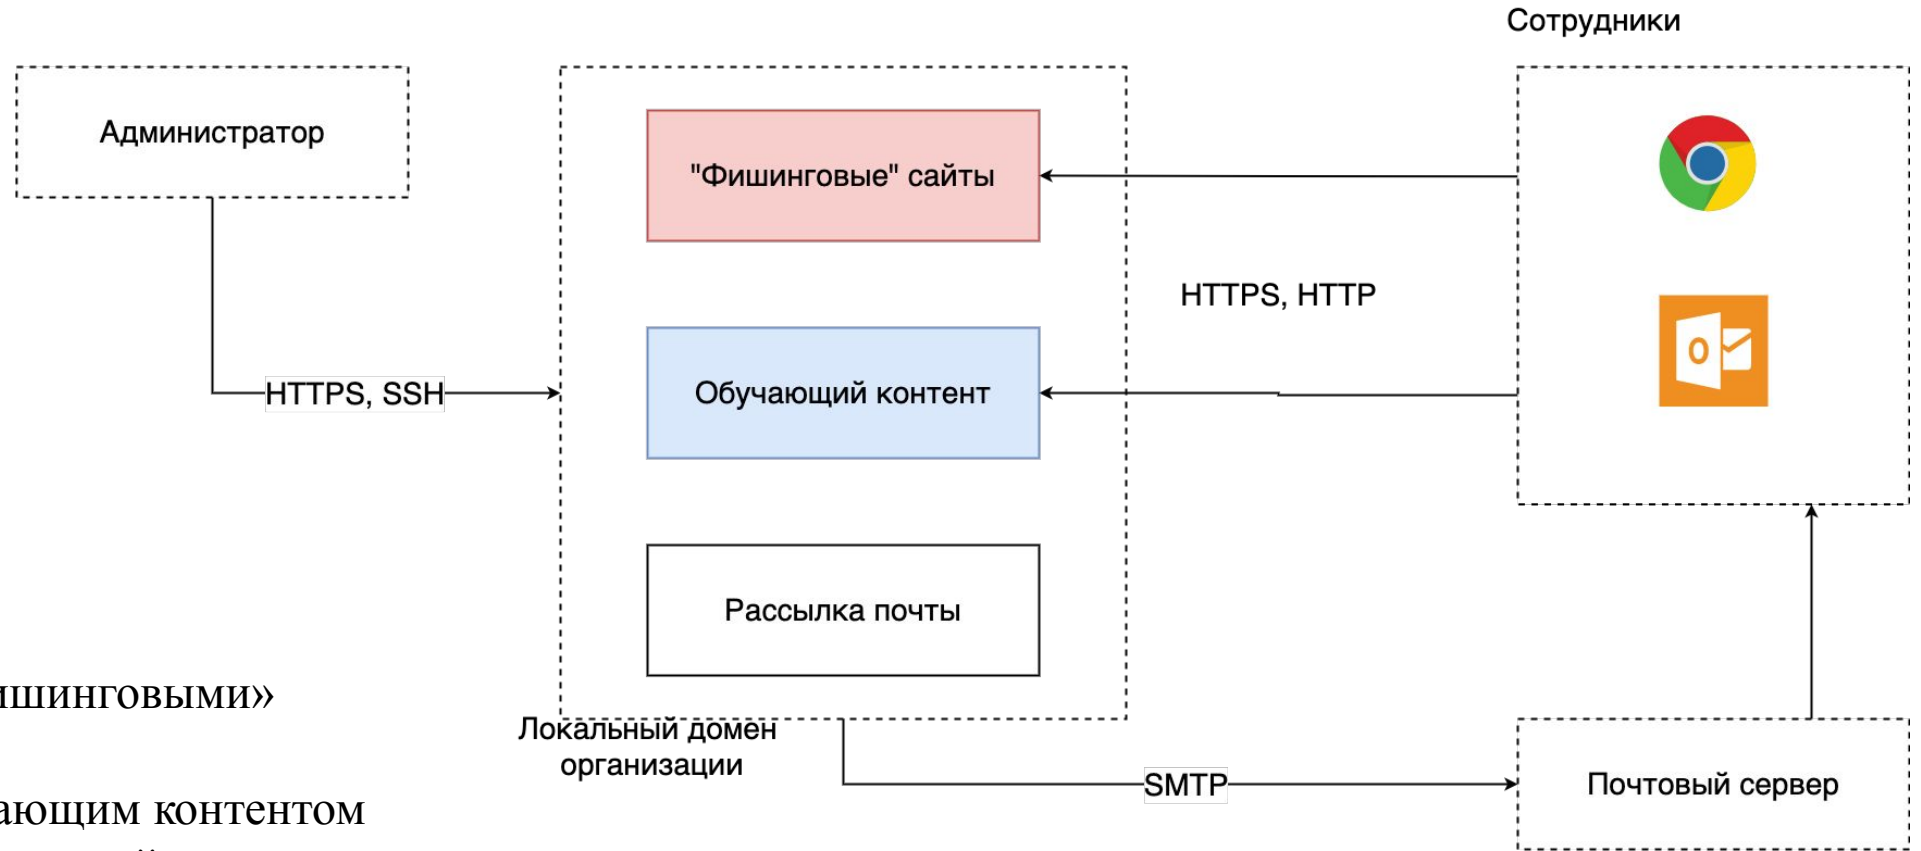 Сотрудники
Администратор
"Фишинговые" сайты
HTTPS, HTTP
Обучающий контент
HTTPS, SSH
Рассылка почты
Локальный домен
организации
SMTP
Почтовый сервер
ишинговыми»
ающим контентом